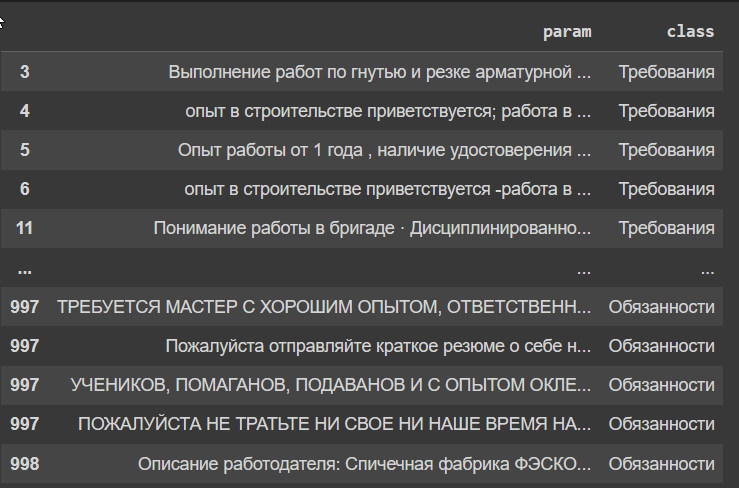 param class
3 Выполнение работ по гнутью и резке арматурной ... Требования
4 опыт в строительстве приветствуется; работа в ... Требования
5 Опыт работы от 1 года , наличие удостоверения ... Требования
6 опыт в строительстве приветствуется -работа в ... Требования
11 Понимание работы в бригаде · Дисциплинированно... Требования
... ... ...
997 ТРЕБУЕТСЯ МАСТЕР С ХОРОШИМ ОПЫТОМ, ОТВЕТСТВЕНН... Обязанности
997 Пожалуйста отправляйте краткое резюме о себе н... Обязанности
997 УЧЕНИКОВ, ПОМАГАНОВ, ПОДАВАНОВ И С ОПЫТОМ ОКЛЕ... Обязанности
997 ПОЖАЛУЙСТА НЕ ТРАТЬТЕ НИ СВОЕ НИ НАШЕ ВРЕМЯ НА... Обязанности
998 Описание работодателя: Спичечная фабрика ФЭСКО... Обязанности